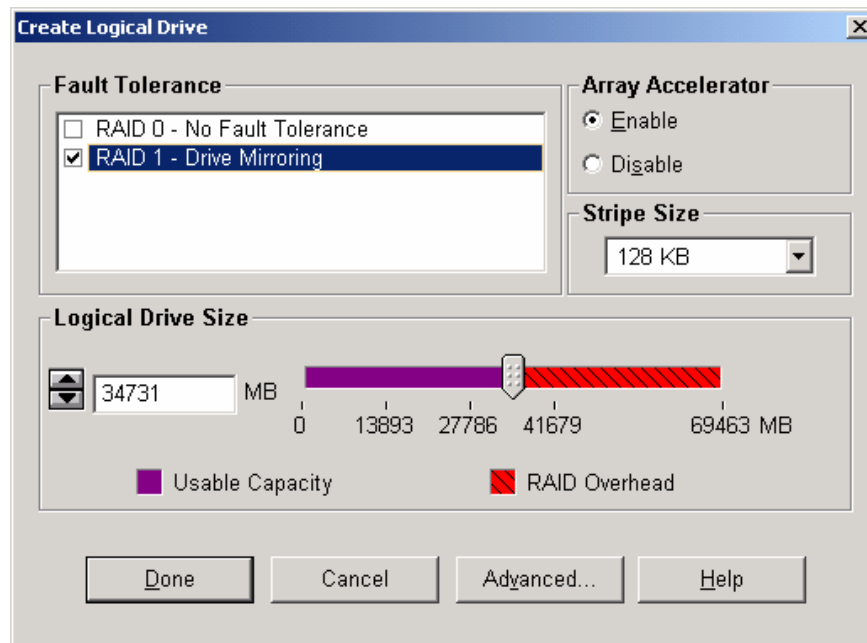 Create Logical Drive
Fault Tolerance
RAID 0 - No Fault Tolerance
RAID 1 - Drive Mirroring
Array Accelerator
Enable
Disable
Stripe Size
128 KB
Logical Drive Size
34731 MB
0 13893 27786 41679 69463 MB
Usable Capacity RAID Overhead
Done Cancel Advanced... Help